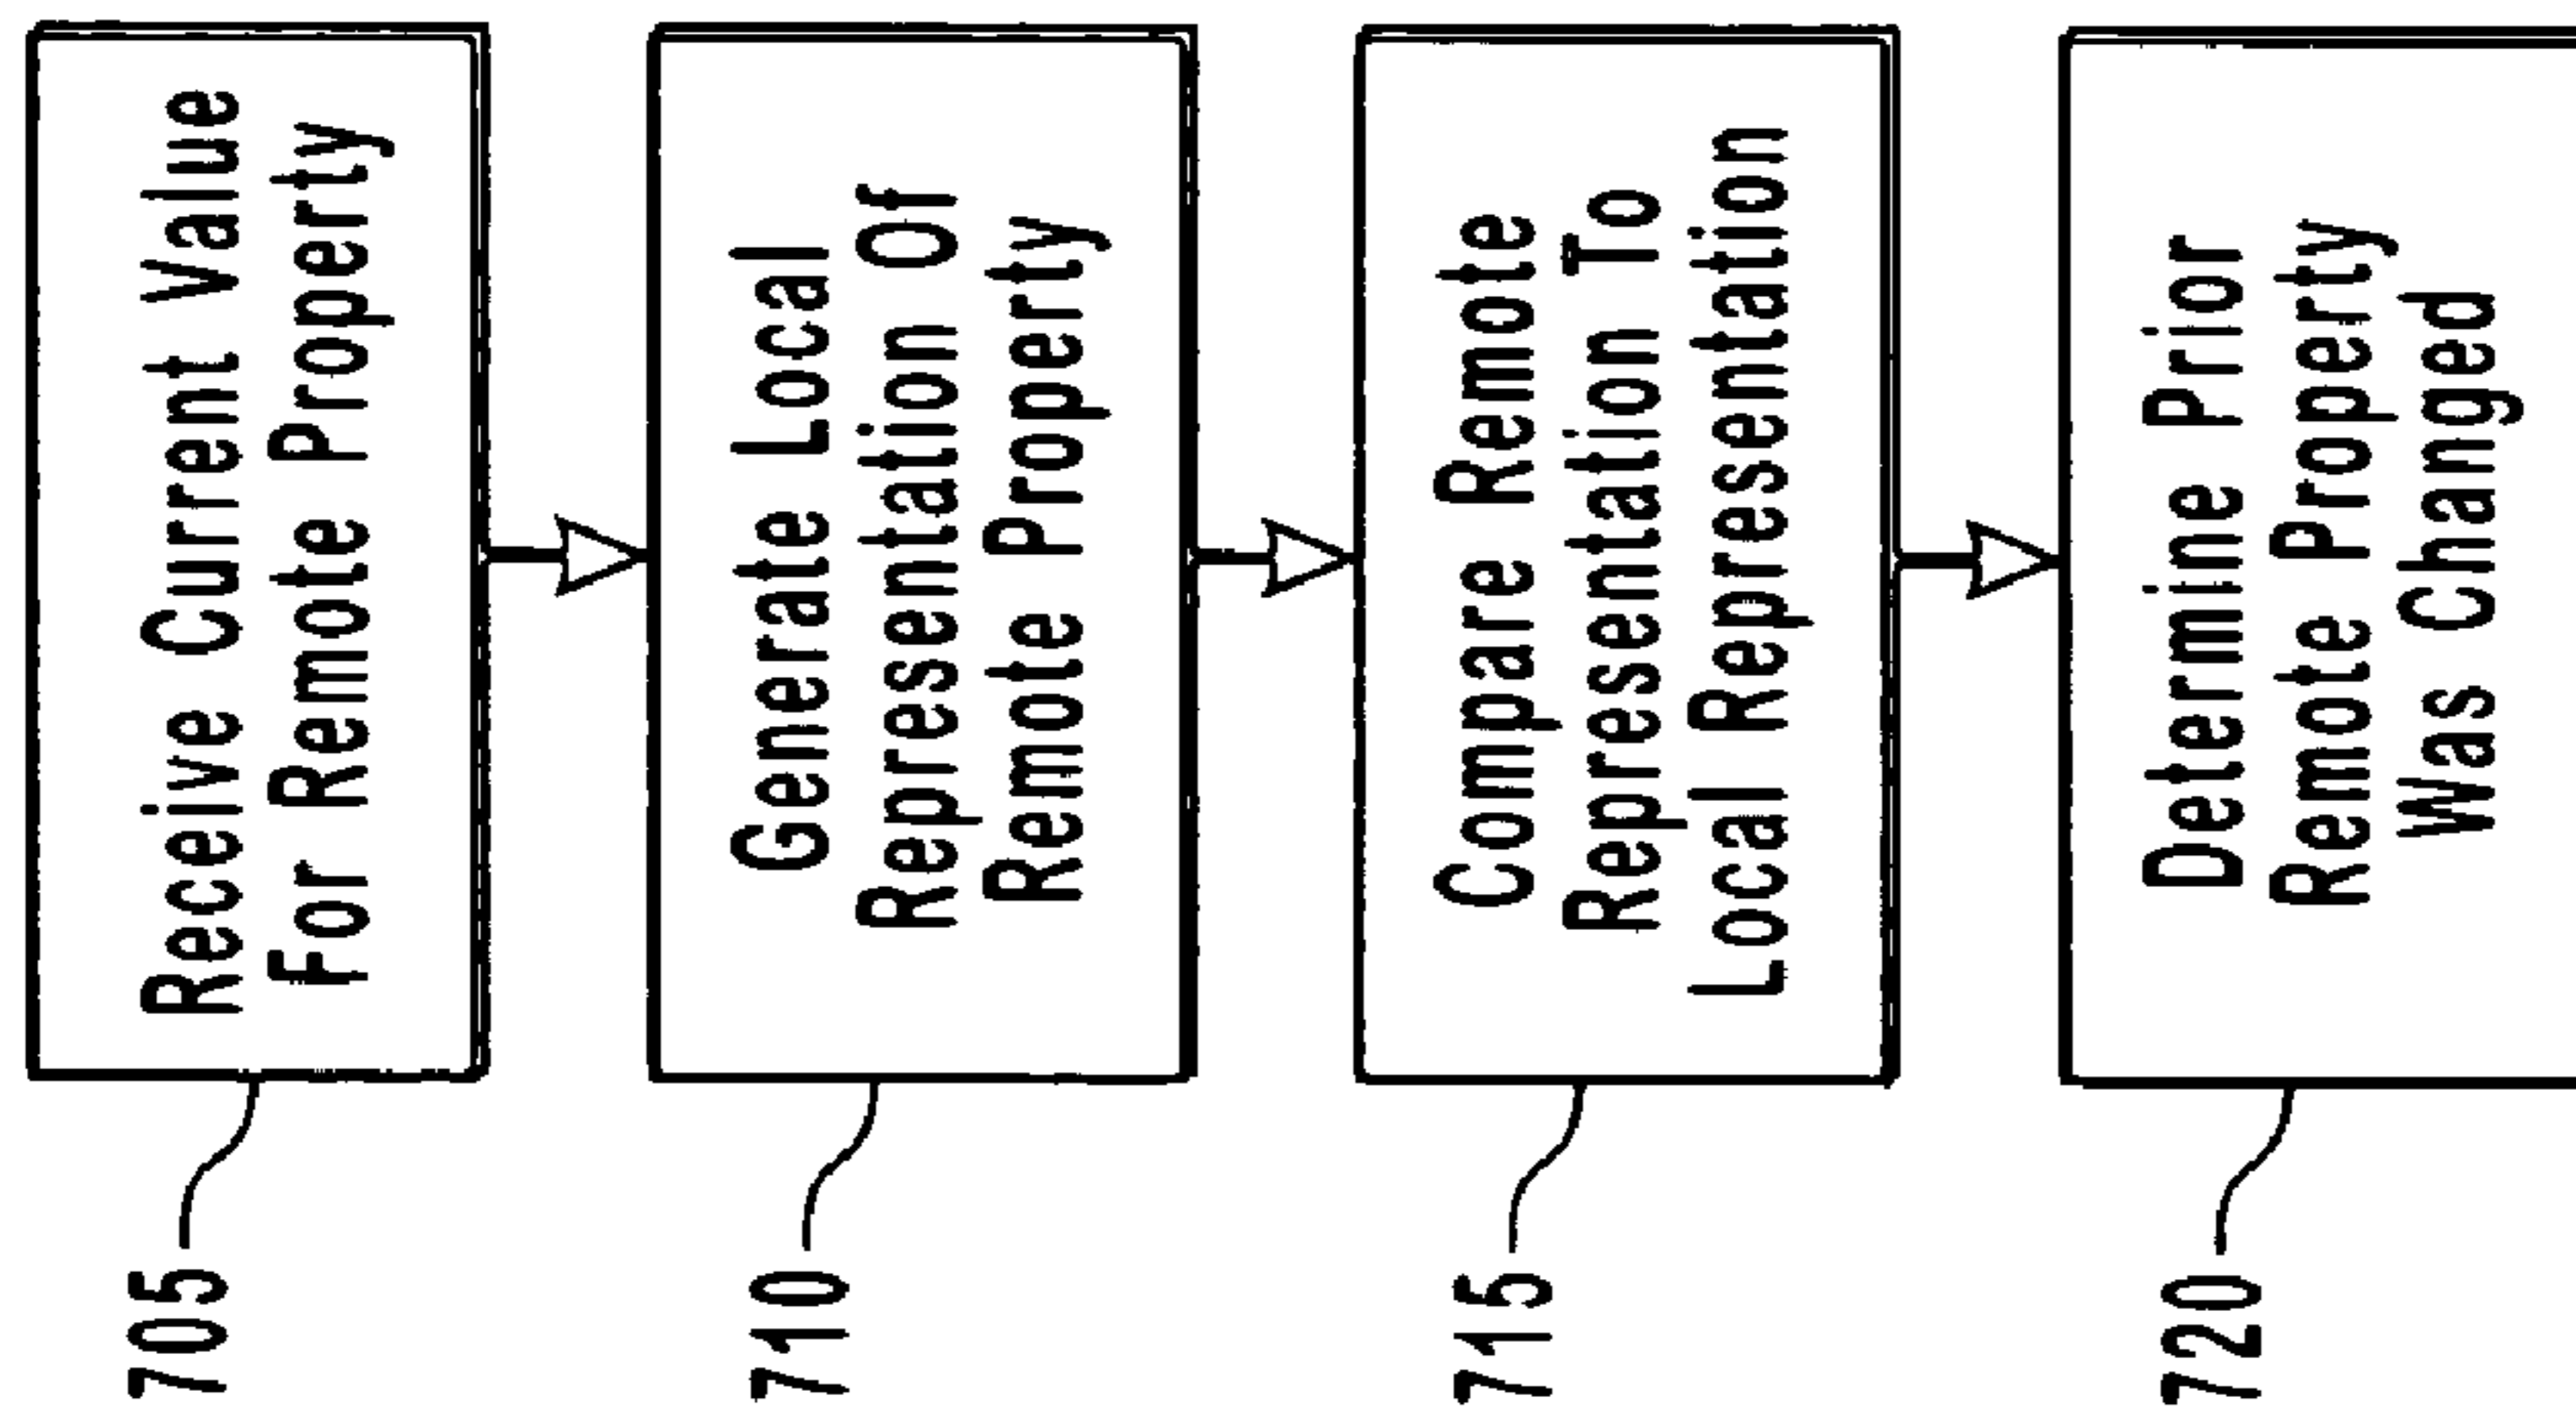 705
Receive Current Value
For Remote Property
710
Generate Local
Representation Of
Remote Property
715
Compare Remote
Representation To
Local Representation
720
Determine Prior
Remote Property
Was Changed